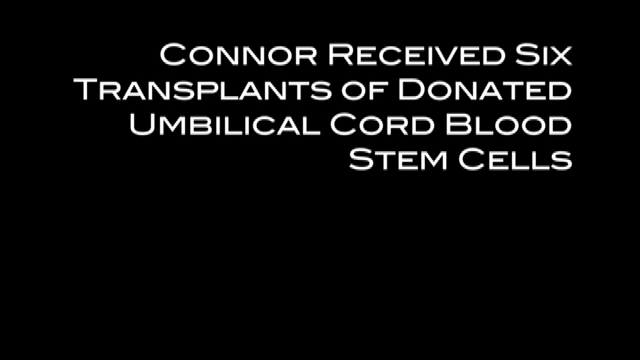 Connor Received Six
Transplants of Donated
Umbilical Cord Blood
Stem Cells